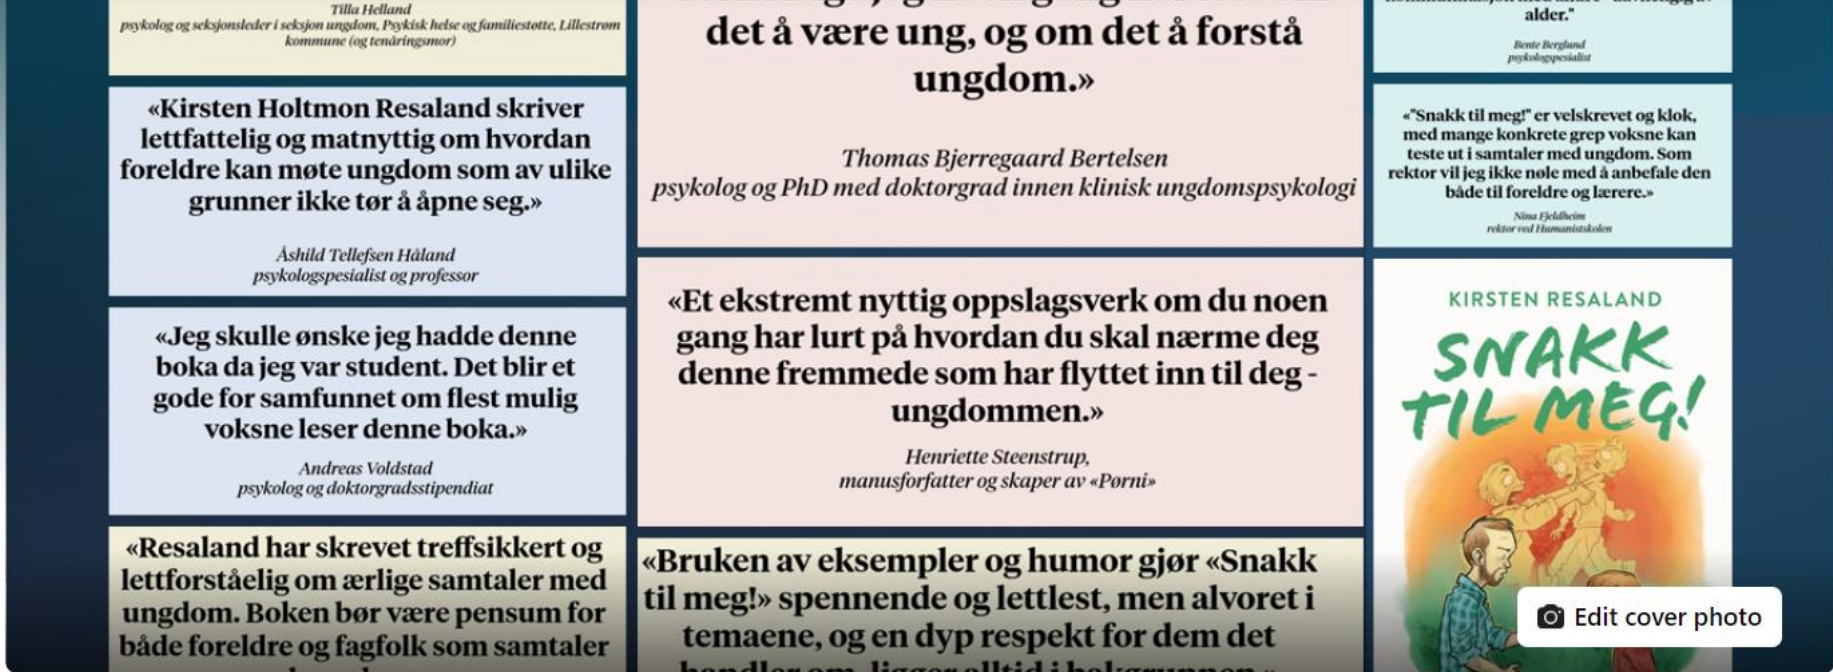 Tilla Helland
psykolog og seksjonsleder i seksjon ungdom, Psykisk helse og familiestøtte, Lillestrøm
kommune (og tenåringsmor)
«Kirsten Holtmon Resaland skriver
lettfattelig og matnyttig om hvordan
foreldre kan møte ungdom som av ulike
grunner ikke tør å åpne seg.»
Åshild Tellefsen Håland
psykologspesialist og professor
«Jeg skulle ønske jeg hadde denne
boka da jeg var student. Det blir et
gode for samfunnet om flest mulig
voksne leser denne boka.»
Andreas Voldstad
psykolog og doktorgradsstipendiat
«Resaland har skrevet treffsikkert og
lettforståelig om ærlige samtaler med
ungdom. Boken bør være pensum for
både foreldre og fagfolk som samtaler
det å være ung, og om det å forstå
ungdom.»
Thomas Bjerregaard Bertelsen
psykolog og PhD med doktorgrad innen klinisk ungdomspsykologi
«Et ekstremt nyttig oppslagsverk om du noen
gang har lurt på hvordan du skal nærme deg
denne fremmede som har flyttet inn til deg -
ungdommen.»
Henriette Steenstrup,
manusforfatter og skaper av «Pørni»
«Bruken av eksempler og humor gjør «Snakk
til meg!» spennende og lettlest, men alvoret i
temaene, og en dyp respekt for dem det
handler om, ligger alltid i bakgrunnen.»
alder."
Bente Bergland
psykologspesialist
«"Snakk til meg!" er velskrevet og klok,
med mange konkrete grep voksne kan
teste ut i samtaler med ungdom. Som
rektor vil jeg ikke nøle med å anbefale den
både til foreldre og lærere.»
Nina Fjeldheim
rektor ved Humanistskolen
KIRSTEN RESALAND
SNAKK
TIL MEG!
Edit cover photo